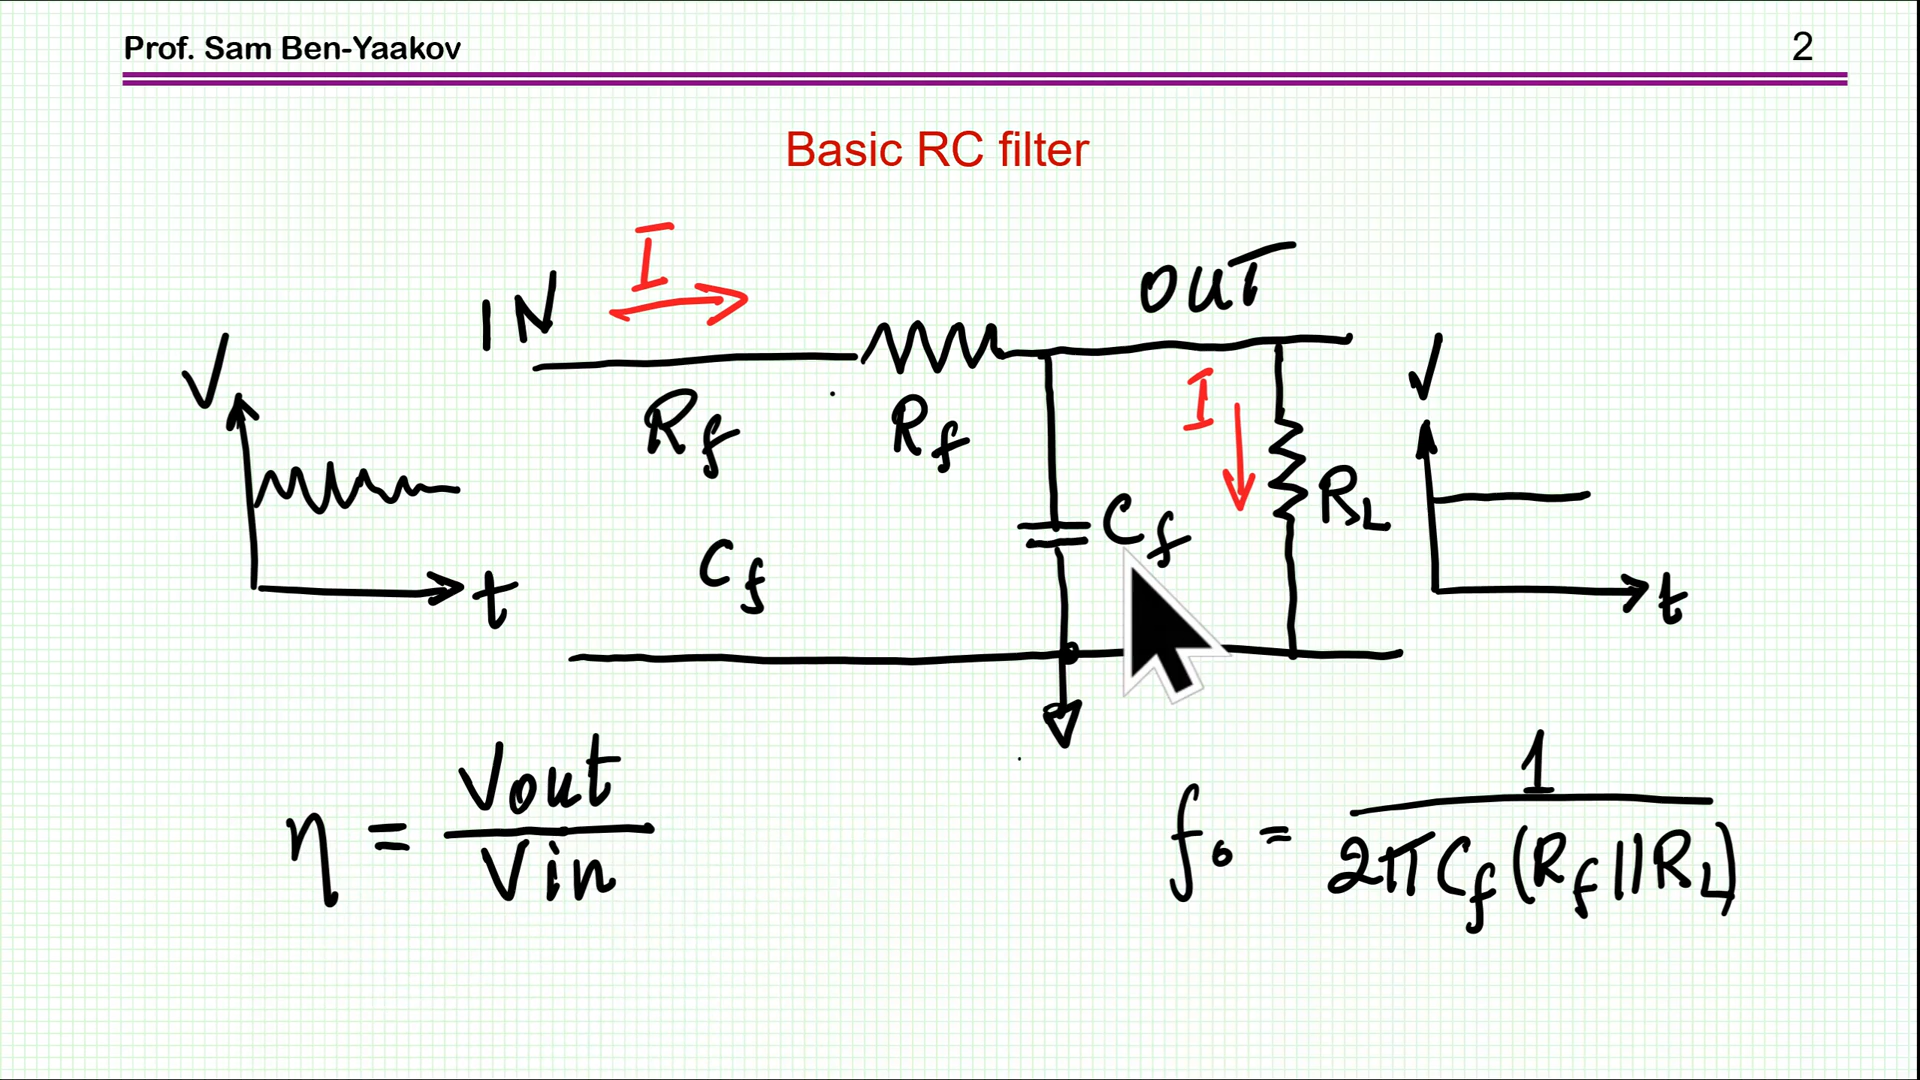 Prof. Sam Ben-Yaakov 2
Basic RC filter
I
IN
OUT
V
V
I
Rf
Rf
RL
Cf
Cf
t
t
η = Vout / Vin
fo = 1 / 2πCf(Rf||RL)